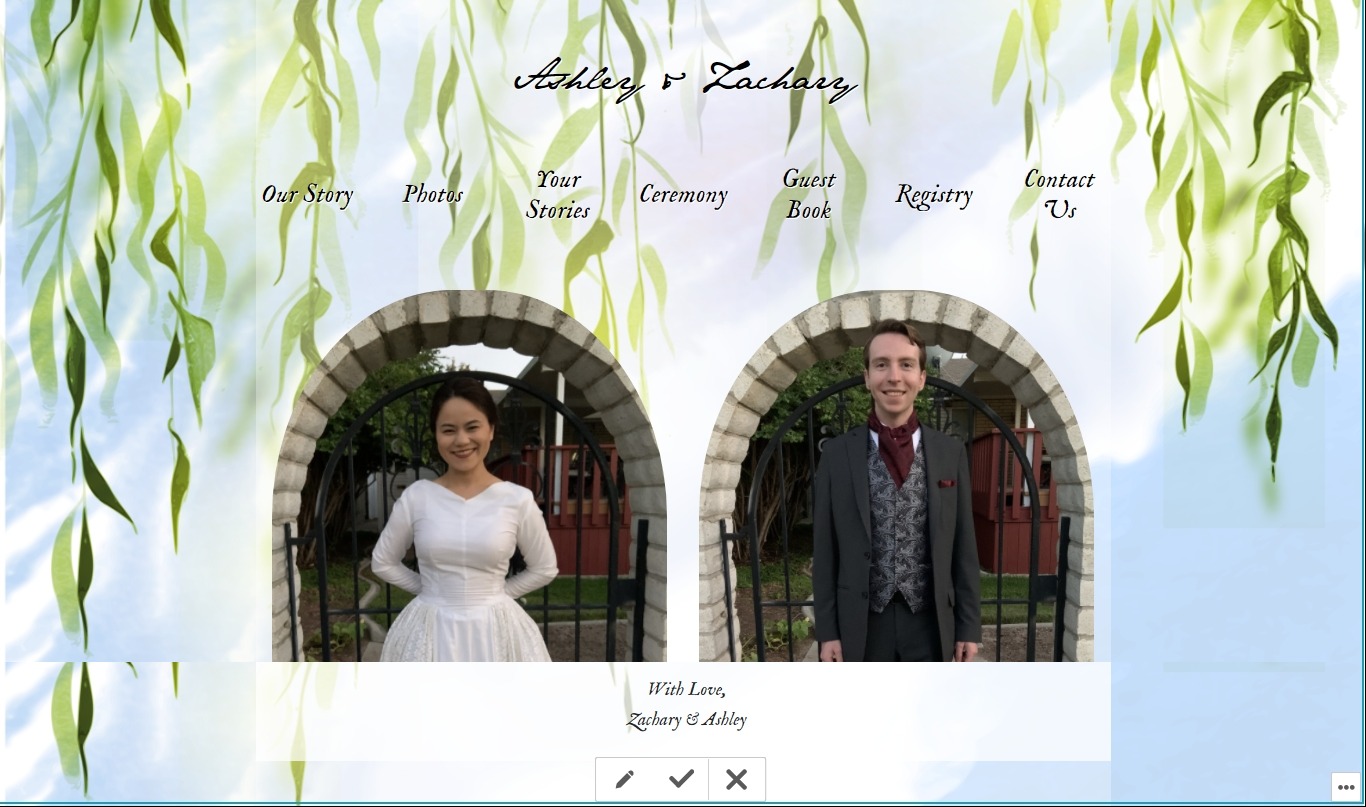 Ashley & Zachary
Our Story
Photos
Your
Stories
Ceremony
Guest
Book
Registry
Contact
Us
With Love,
Zachary & Ashley